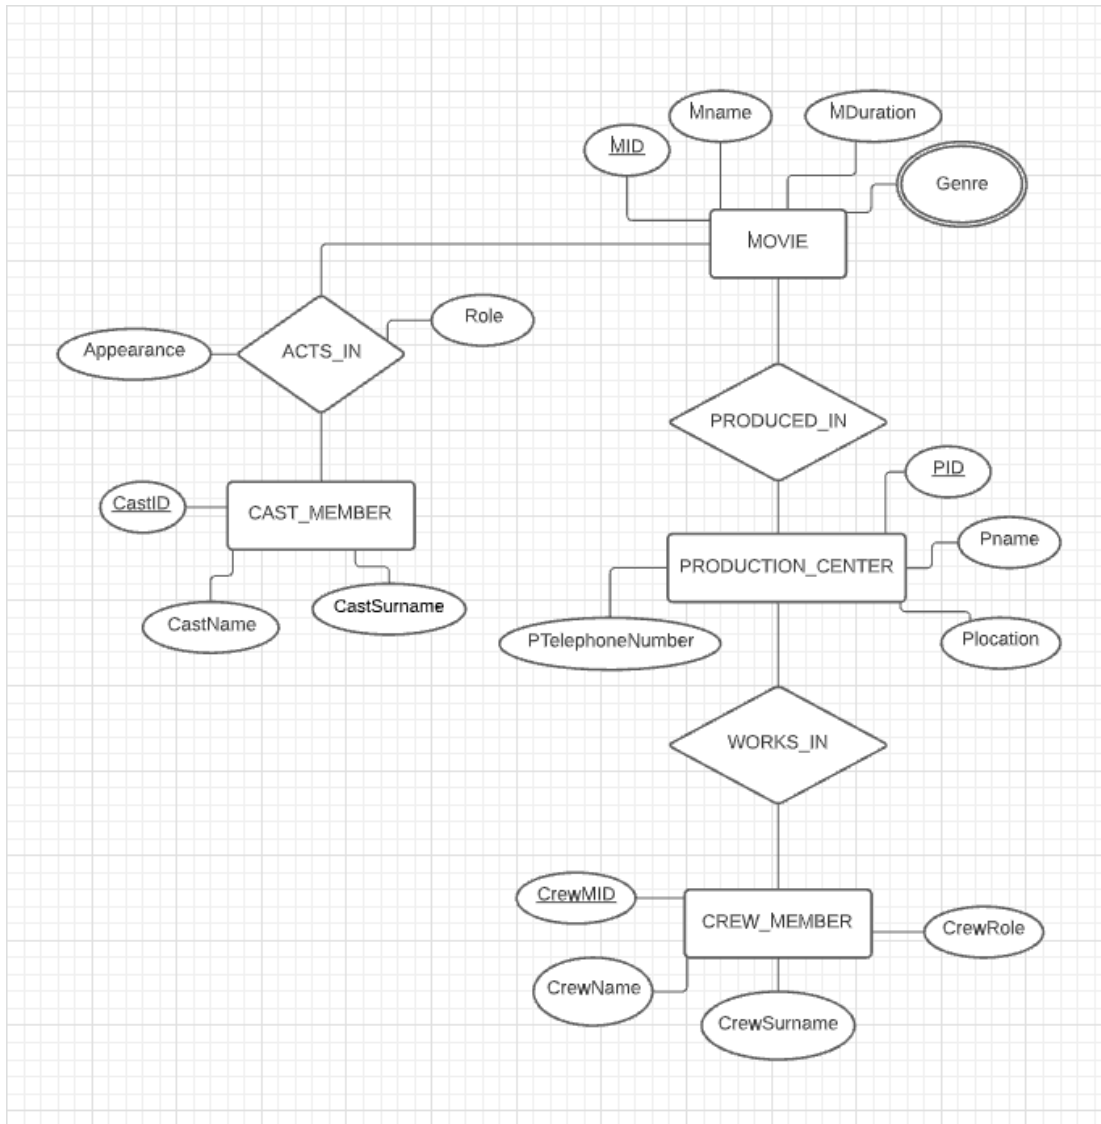 Mname
MDuration
MID
Genre
MOVIE
Role
Appearance
ACTS_IN
PRODUCED_IN
PID
CastID
CAST_MEMBER
Pname
PRODUCTION_CENTER
CastSurname
CastName
PTelephoneNumber
Plocation
WORKS_IN
CrewMID
CREW_MEMBER
CrewRole
CrewName
CrewSurname